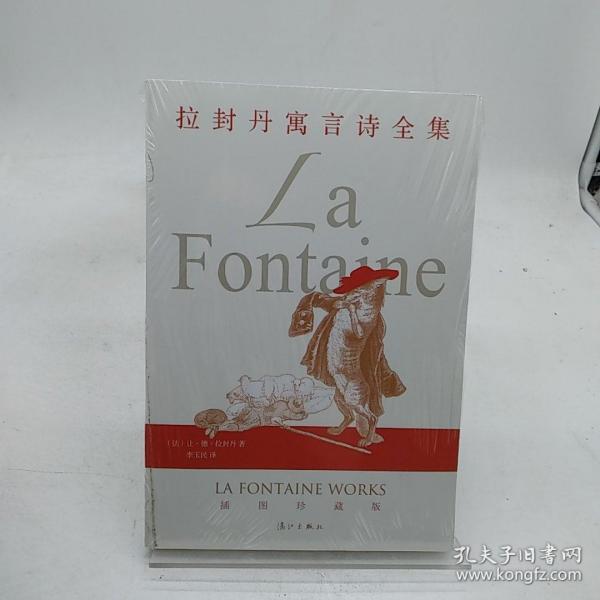 拉封丹寓言诗全集
La
Fontaine
〔法〕让·德·拉封丹 著
李玉民 译
LA FONTAINE WORKS
插图珍藏版
漓江出版社
孔夫子旧书网
www.kongfz.com